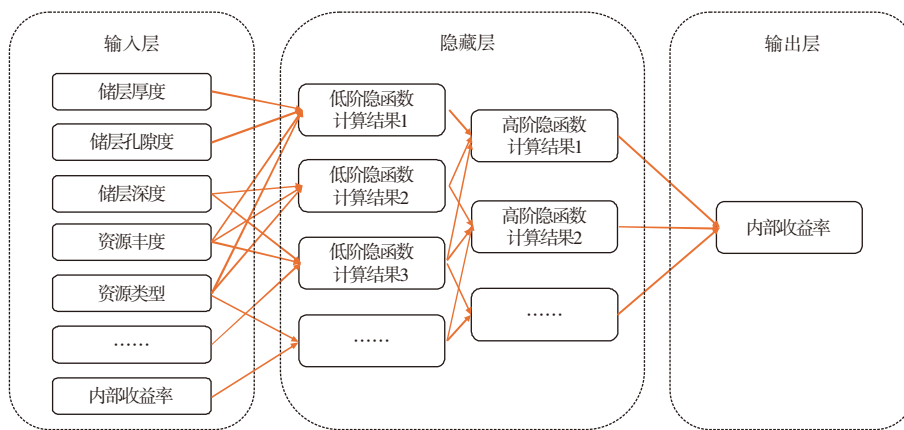 输入层
储层厚度
储层孔隙度
储层深度
资源丰度
资源类型
……
内部收益率
隐藏层
低阶隐函数
计算结果1
低阶隐函数
计算结果2
低阶隐函数
计算结果3
……
高阶隐函数
计算结果1
高阶隐函数
计算结果2
……
输出层
内部收益率